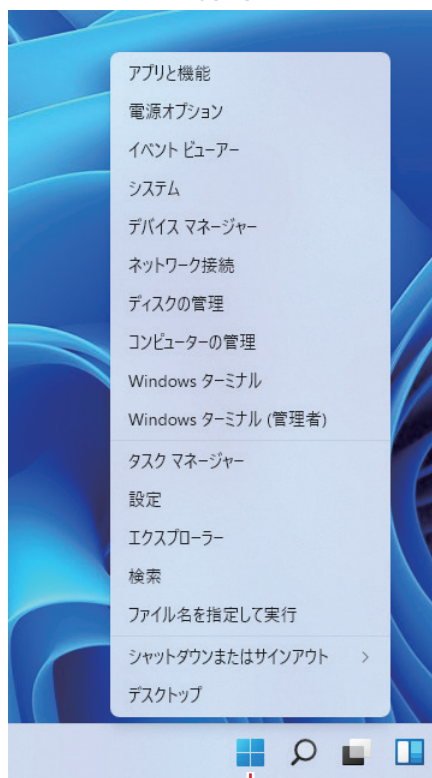 アプリと機能
電源オプション
イベント ビューアー
システム
デバイス マネージャー
ネットワーク接続
ディスクの管理
コンピューターの管理
Windows ターミナル
Windows ターミナル (管理者)
タスク マネージャー
設定
エクスプローラー
検索
ファイル名を指定して実行
シャットダウンまたはサインアウト
デスクトップ